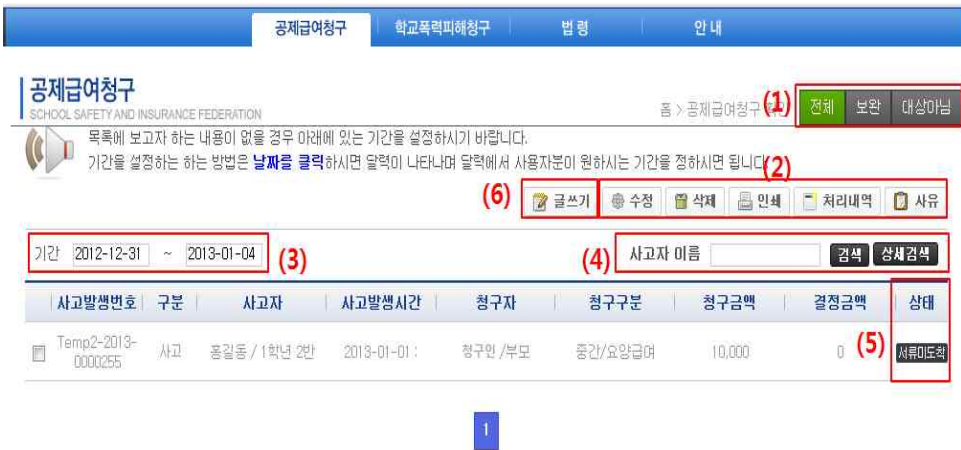 공제급여청구 학교폭력피해청구 법 령 안 내
공제급여청구
SCHOOL SAFETY AND INSURANCE FEDERATION
홈 > 공제급여청구 (1) 전체 보완 대상아님
목록에 보고자 하는 내용이 없을 경우 아래에 있는 기간을 설정하시기 바랍니다.
기간을 설정하는 하는 방법은 날짜를 클릭하시면 달력이 나타나며 달력에서 사용자분이 원하시는 기간을 정하시면 됩니다
(2)
(6) 글쓰기 수정 삭제 인쇄 처리내역 사유
기간 2012-12-31 ~ 2013-01-04 (3) (4) 사고자 이름 검색 상세검색
사고발생번호 구분 사고자 사고발생시간 청구자 청구구분 청구금액 결정금액 상태
Temp2-2013-
0000255 사고 홍길동 / 1학년 2반 2013-01-01 : 청구인 /부모 중간/요양급여 10,000 0 (5) 서류미도착
1